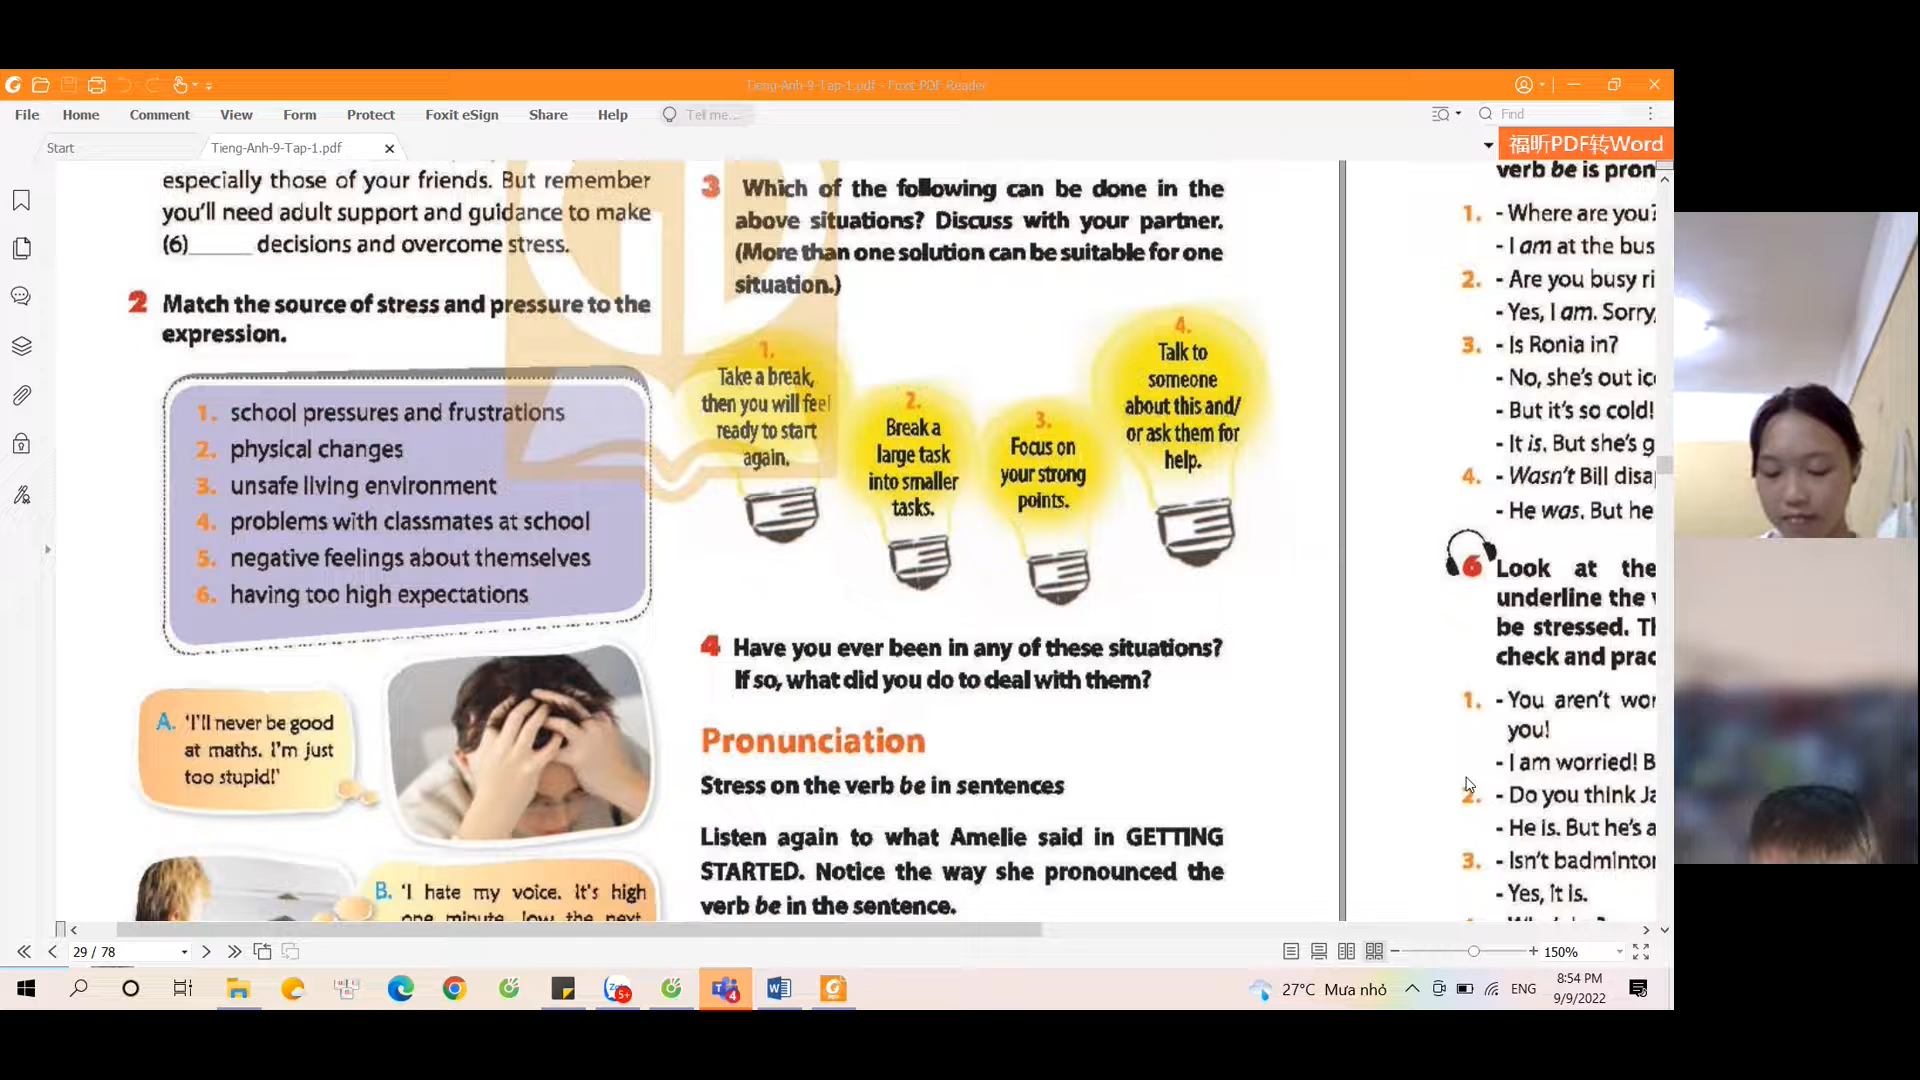 Tieng-Anh-9-Tap-1.pdf - Foxit PDF Reader
File Home Comment View Form Protect Foxit eSign Share Help Tell me... Find
Start Tieng-Anh-9-Tap-1.pdf
福昕PDF转Word
especially those of your friends. But remember
you'll need adult support and guidance to make
(6)______ decisions and overcome stress.
2 Match the source of stress and pressure to the
expression.
1. school pressures and frustrations
2. physical changes
3. unsafe living environment
4. problems with classmates at school
5. negative feelings about themselves
6. having too high expectations
A. 'I'll never be good
at maths. I'm just
too stupid!'
B. 'I hate my voice. It's high
one minute, low the next.
3 Which of the following can be done in the
above situations? Discuss with your partner.
(More than one solution can be suitable for one
situation.)
1.
Take a break,
then you will feel
ready to start
again.
2.
Break a
large task
into smaller
tasks.
3.
Focus on
your strong
points.
4.
Talk to
someone
about this and/
or ask them for
help.
4 Have you ever been in any of these situations?
If so, what did you do to deal with them?
Pronunciation
Stress on the verb be in sentences
Listen again to what Amelie said in GETTING
STARTED. Notice the way she pronounced the
verb be in the sentence.
verb be is pron
1. - Where are you?
- I am at the bus
2. - Are you busy ri
- Yes, I am. Sorry,
3. - Is Ronia in?
- No, she's out ice
- But it's so cold!
- It is. But she's g
4. - Wasn't Bill disa
- He was. But he
6 Look at the
underline the
be stressed. Th
check and prac
1. - You aren't wor
you!
- I am worried! B
2. - Do you think Ja
- He is. But he's a
3. - Isn't badminton
- Yes, it is.
29 / 78
150%
27°C Mưa nhỏ
ENG
8:54 PM
9/9/2022
5+
4